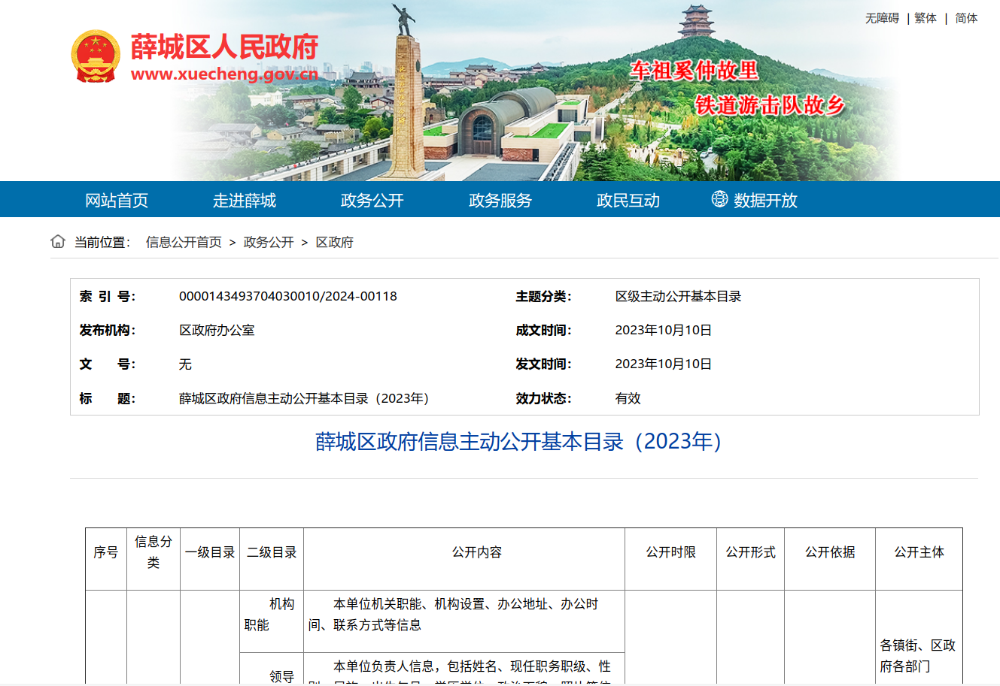 无障碍 | 繁体 | 简体
薛城区人民政府
www.xuecheng.gov.cn
车祖奚仲故里
铁道游击队故乡
网站首页 走进薛城 政务公开 政务服务 政民互动 数据开放
当前位置： 信息公开首页 > 政务公开 > 区政府
索 引 号： 0000143493704030010/2024-00118 主题分类： 区级主动公开基本目录
发布机构： 区政府办公室 成文时间： 2023年10月10日
文 号： 无 发文时间： 2023年10月10日
标 题： 薛城区政府信息主动公开基本目录（2023年） 效力状态： 有效
薛城区政府信息主动公开基本目录（2023年）
序号 信息分类 一级目录 二级目录 公开内容 公开时限 公开形式 公开依据 公开主体
机构
职能
本单位机关职能、机构设置、办公地址、办公时
间、联系方式等信息
领导
本单位负责人信息，包括姓名、现任职务职级、性
各镇街、区政
府各部门